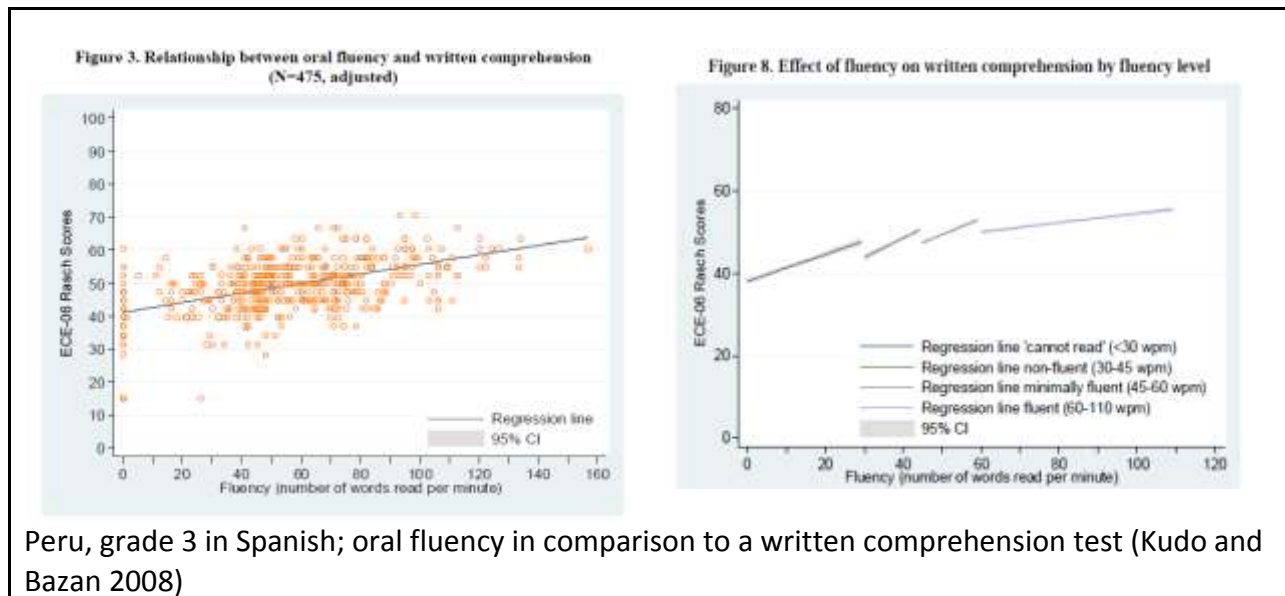 Figure 3. Relationship between oral fluency and written comprehension
(N=475, adjusted)
100
90
80
70
60
50
40
30
20
10
0
ECE-06 Rasch Scores
0 20 40 60 80 100 120 140 160
Fluency (number of words read per minute)
Regression line
95% CI
Figure 8. Effect of fluency on written comprehension by fluency level
80
60
40
20
0
ECE-06 Rasch Scores
0 20 40 60 80 100 120
Fluency (number of words read per minute)
Regression line 'cannot read' (<30 wpm)
Regression line non-fluent (30-45 wpm)
Regression line minimally fluent (45-60 wpm)
Regression line fluent (60-110 wpm)
95% CI
Peru, grade 3 in Spanish; oral fluency in comparison to a written comprehension test (Kudo and
Bazan 2008)